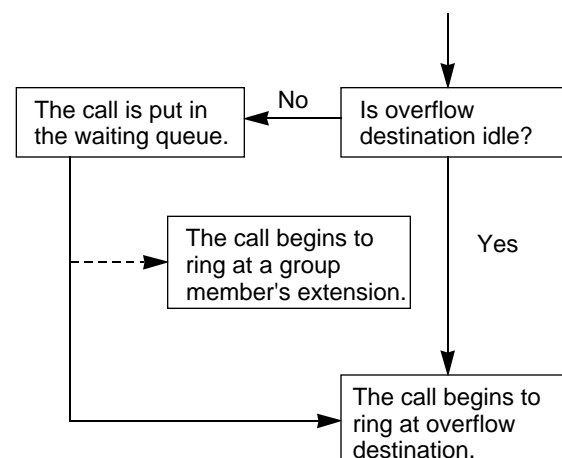 No
The call is put in
the waiting queue.
Is overflow
destination idle?
The call begins to
ring at a group
member's extension.
Yes
The call begins to
ring at overflow
destination.